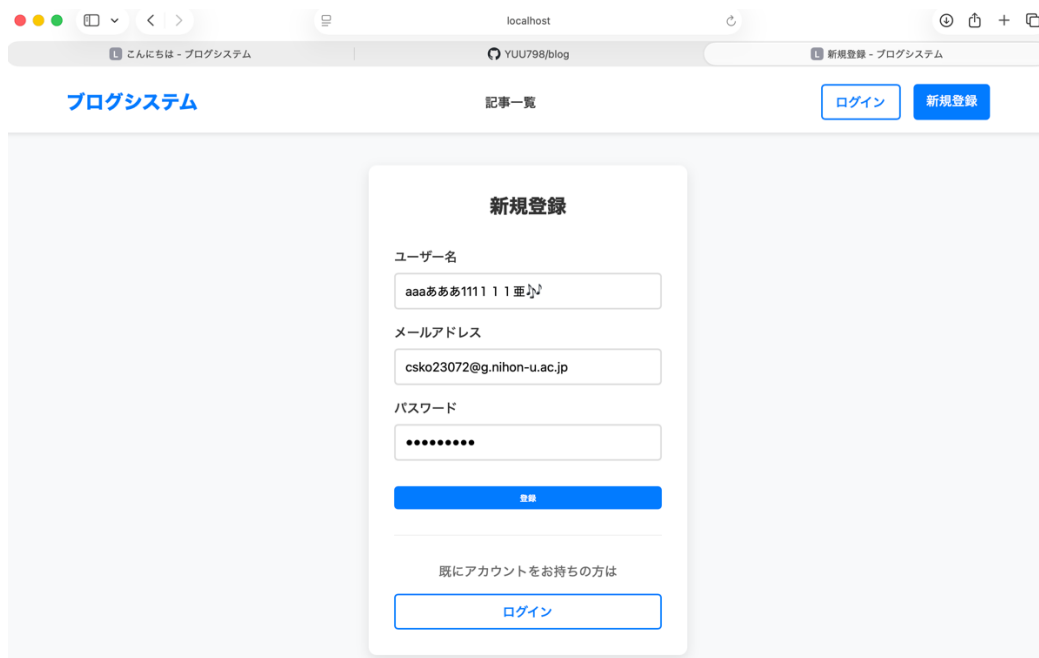 localhost
L こんにちは - ブログシステム
YUU798/blog
L 新規登録 - ブログシステム
ブログシステム
記事一覧
ログイン
新規登録
新規登録
ユーザー名
aaaあああ111１１１亜🎶
メールアドレス
csko23072@g.nihon-u.ac.jp
パスワード
•••••••••
登録
既にアカウントをお持ちの方は
ログイン